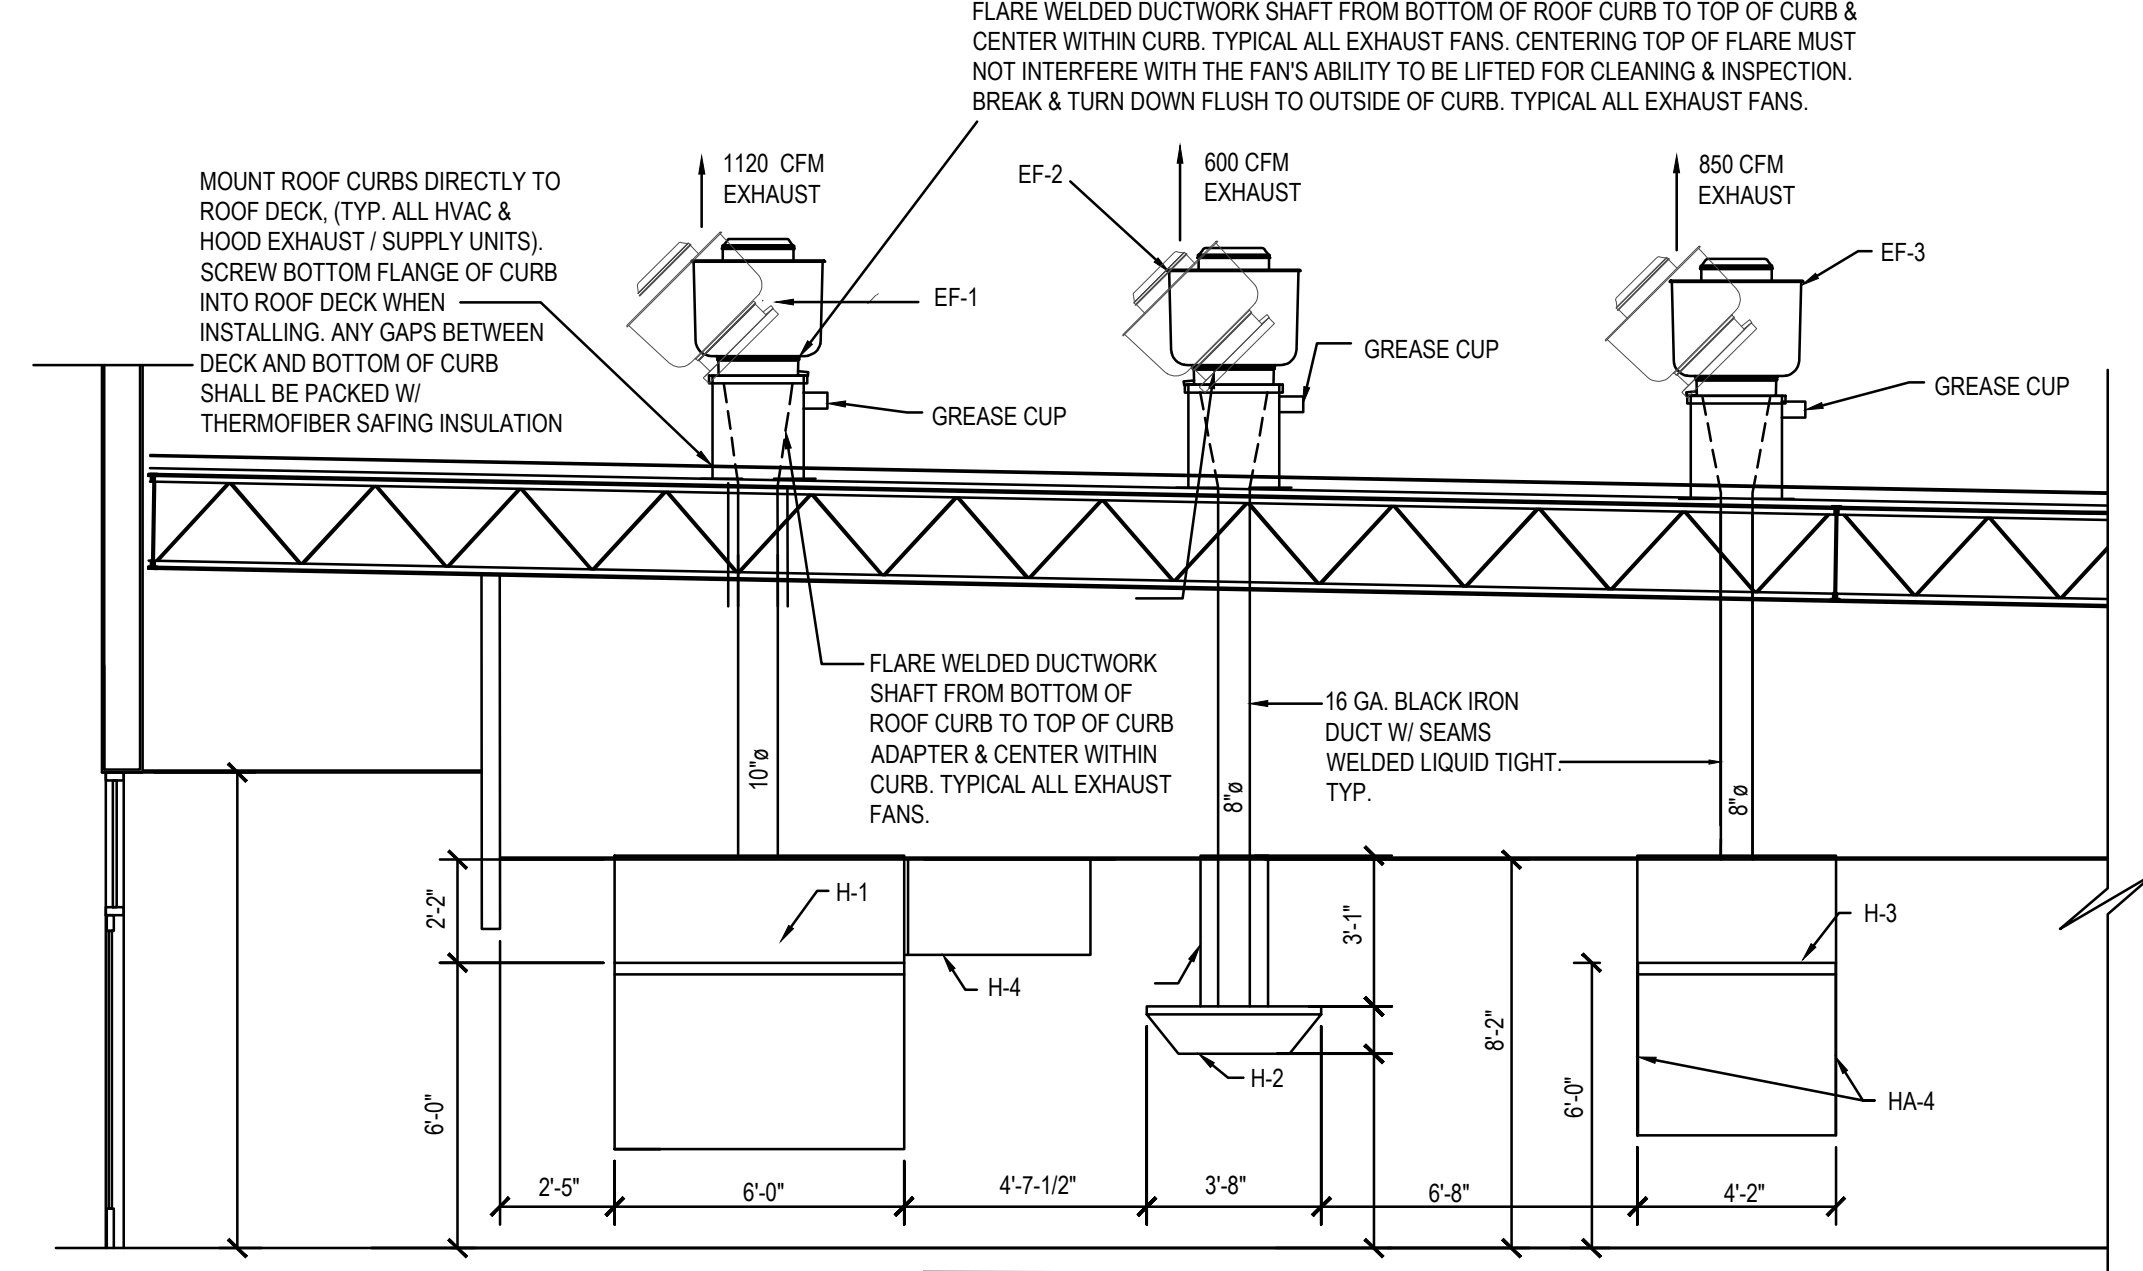 FLARE WELDED DUCTWORK SHAFT FROM BOTTOM OF ROOF CURB TO TOP OF CURB &
CENTER WITHIN CURB. TYPICAL ALL EXHAUST FANS. CENTERING TOP OF FLARE MUST
NOT INTERFERE WITH THE FAN'S ABILITY TO BE LIFTED FOR CLEANING & INSPECTION.
BREAK & TURN DOWN FLUSH TO OUTSIDE OF CURB. TYPICAL ALL EXHAUST FANS.
MOUNT ROOF CURBS DIRECTLY TO
ROOF DECK, (TYP. ALL HVAC &
HOOD EXHAUST / SUPPLY UNITS).
SCREW BOTTOM FLANGE OF CURB
INTO ROOF DECK WHEN
INSTALLING. ANY GAPS BETWEEN
DECK AND BOTTOM OF CURB
SHALL BE PACKED W/
THERMOFIBER SAFING INSULATION
1120 CFM
EXHAUST
EF-1
GREASE CUP
EF-2
600 CFM
EXHAUST
GREASE CUP
850 CFM
EXHAUST
EF-3
GREASE CUP
FLARE WELDED DUCTWORK
SHAFT FROM BOTTOM OF
ROOF CURB TO TOP OF CURB
ADAPTER & CENTER WITHIN
CURB. TYPICAL ALL EXHAUST
FANS.
16 GA. BLACK IRON
DUCT W/ SEAMS
WELDED LIQUID TIGHT.
TYP.
10"ø
8"ø
8"ø
2'-2"
H-1
H-4
3'-1"
H-3
8'-2"
H-2
6'-0"
6'-0"
HA-4
2'-5"
6'-0"
4'-7-1/2"
3'-8"
6'-8"
4'-2"